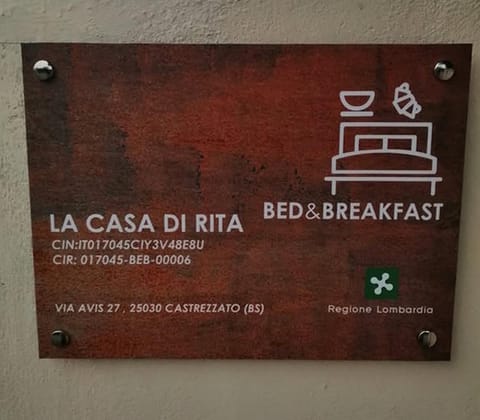 BED&BREAKFAST
LA CASA DI RITA
CIN:IT017045CIY3V48E8U
CIR: 017045-BEB-00006
VIA AVIS 27 , 25030 CASTREZZATO (BS)
Regione Lombardia